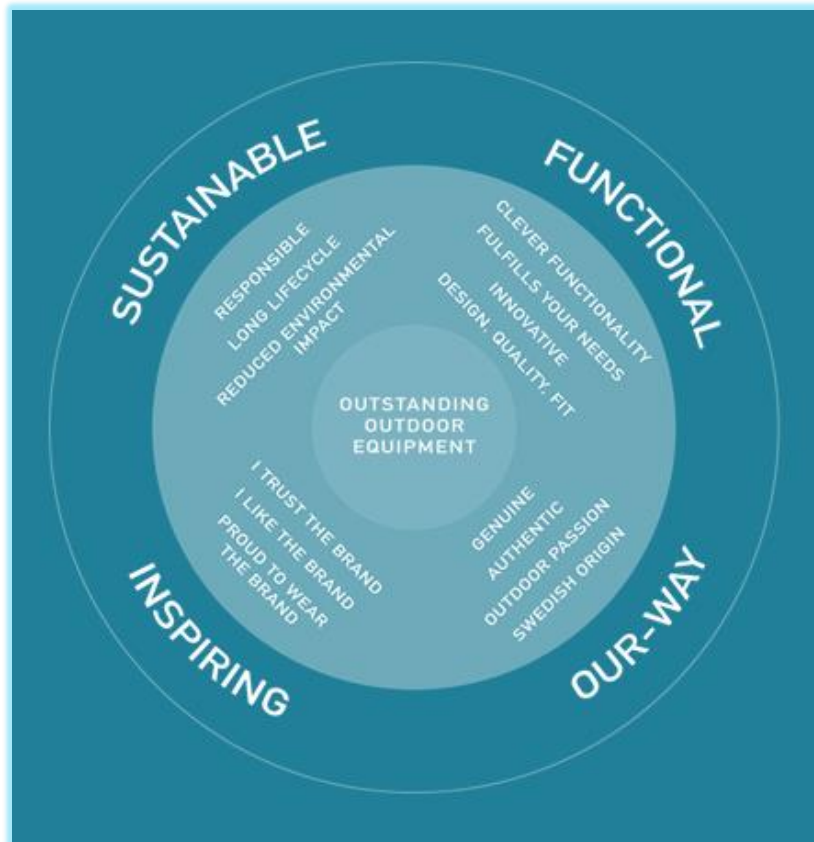 SUSTAINABLE
RESPONSIBLE
LONG LIFECYCLE
REDUCED ENVIRONMENTAL
IMPACT
FUNCTIONAL
CLEVER FUNCTIONALITY
FULFILLS YOUR NEEDS
INNOVATIVE
DESIGN. QUALITY. FIT
OUTSTANDING
OUTDOOR
EQUIPMENT
INSPIRING
I TRUST THE BRAND
I LIKE THE BRAND
PROUD TO WEAR
THE BRAND
OUR-WAY
GENUINE
AUTHENTIC
OUTDOOR PASSION
SWEDISH ORIGIN